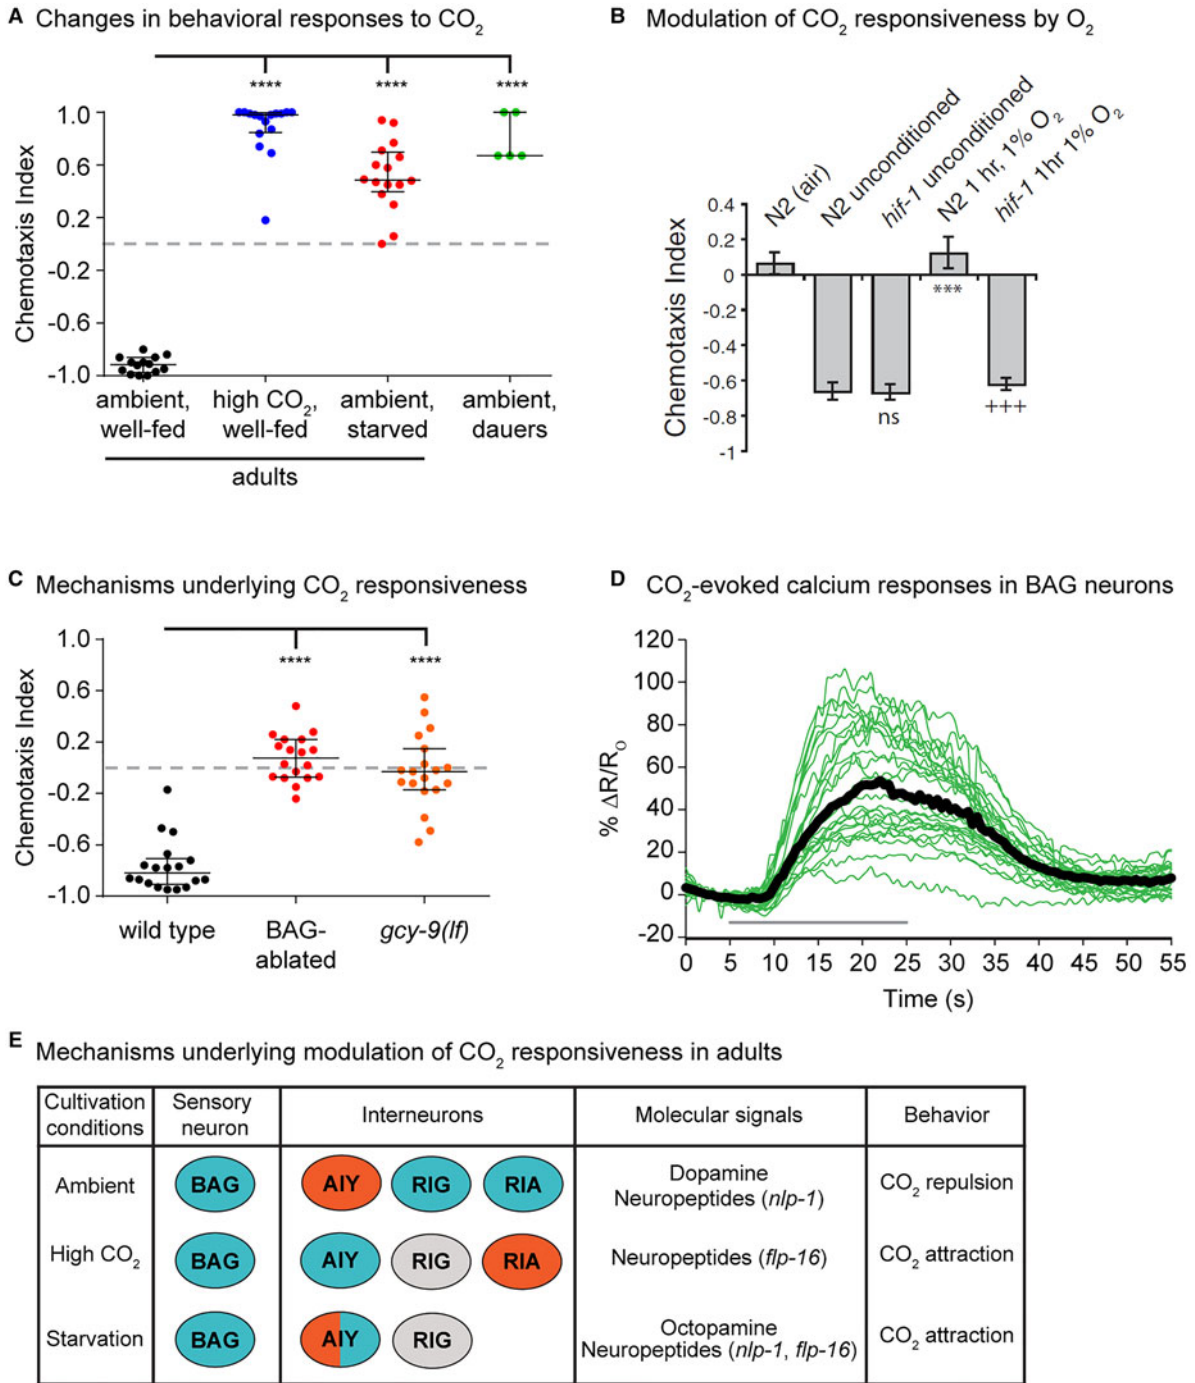 A Changes in behavioral responses to CO₂
****
****
****
Chemotaxis Index
1.0
0.6
0.2
-0.2
-0.6
-1.0
ambient, well-fed
high CO₂, well-fed
ambient, starved
ambient, dauers
adults
B Modulation of CO₂ responsiveness by O₂
N2 (air)
N2 unconditioned
hif-1 unconditioned
N2 1 hr, 1% O₂
hif-1 1hr 1% O₂
Chemotaxis Index
0.4
0.2
0
-0.2
-0.4
-0.6
-0.8
-1
ns
***
+++
C Mechanisms underlying CO₂ responsiveness
****
****
Chemotaxis Index
1.0
0.6
0.2
-0.2
-0.6
-1.0
wild type
BAG-ablated
gcy-9(lf)
D CO₂-evoked calcium responses in BAG neurons
% ΔR/R₀
120
100
80
60
40
20
0
-20
0 5 10 15 20 25 30 35 40 45 50 55
Time (s)
E Mechanisms underlying modulation of CO₂ responsiveness in adults
Cultivation conditions
Sensory neuron
Interneurons
Molecular signals
Behavior
Ambient
BAG
AIY
RIG
RIA
Dopamine
Neuropeptides (nlp-1)
CO₂ repulsion
High CO₂
BAG
AIY
RIG
RIA
Neuropeptides (flp-16)
CO₂ attraction
Starvation
BAG
AIY
RIG
Octopamine
Neuropeptides (nlp-1, flp-16)
CO₂ attraction